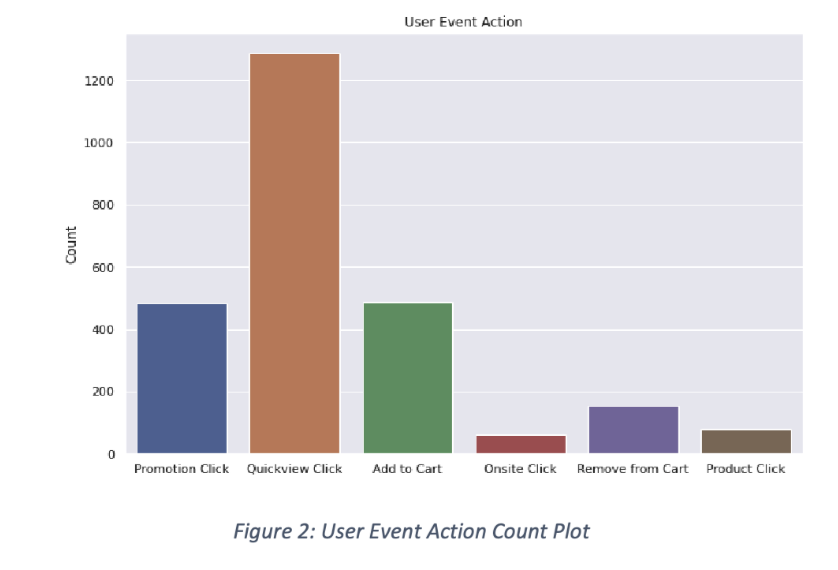 User Event Action
1200
1000
800
600
400
200
0
Count
Promotion Click Quickview Click Add to Cart Onsite Click Remove from Cart Product Click
Figure 2: User Event Action Count Plot